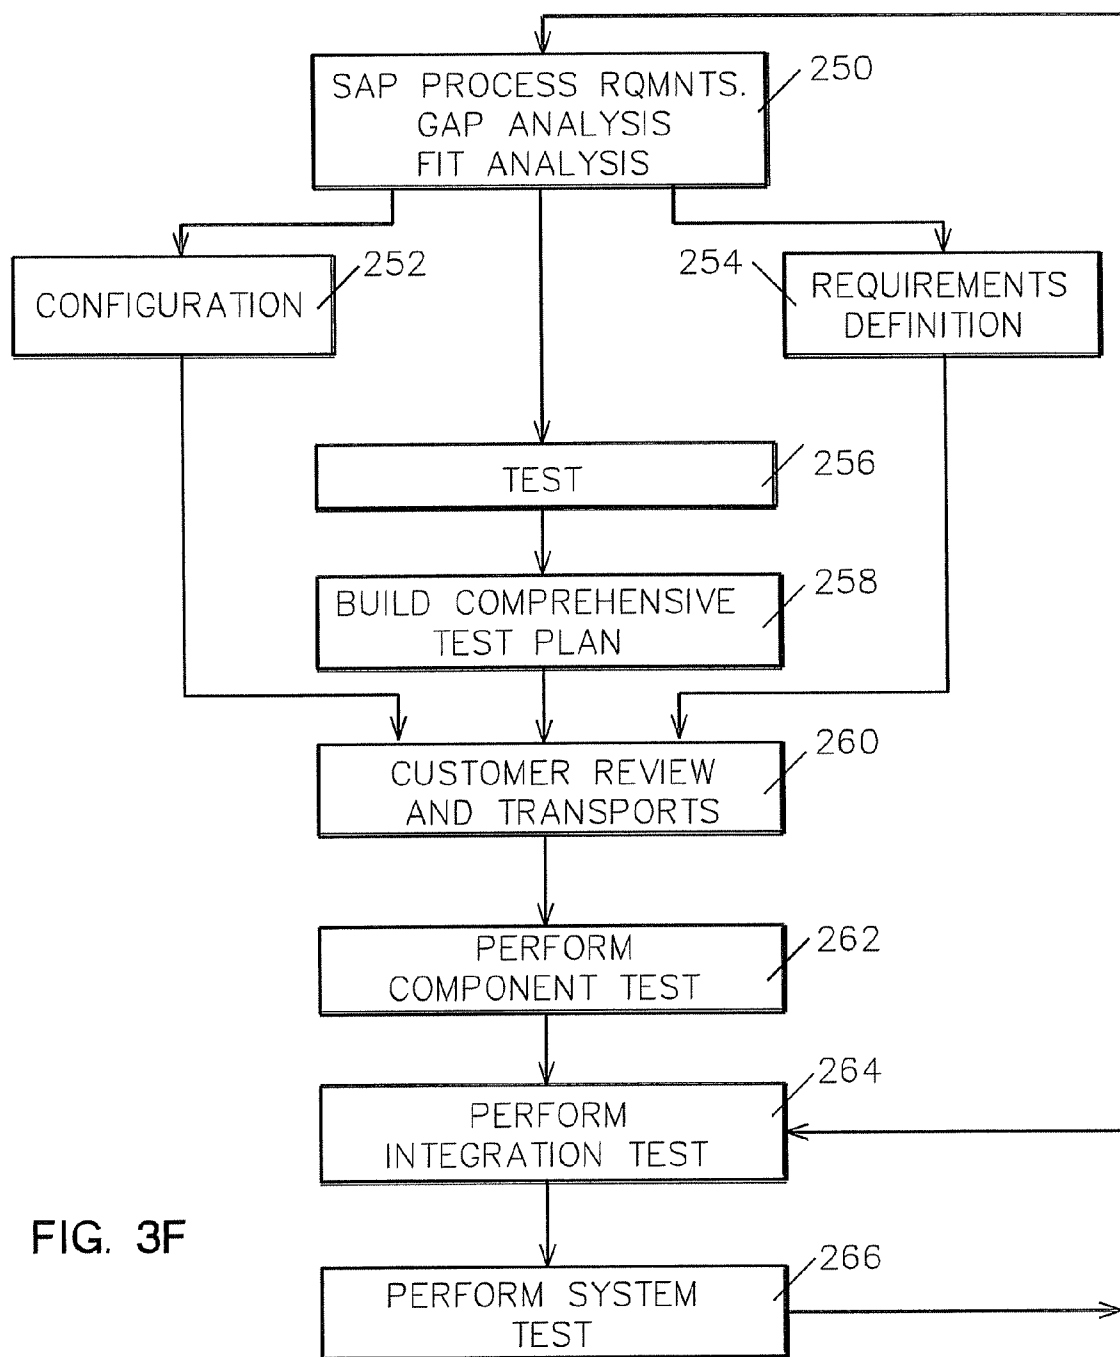 SAP PROCESS RQMNTS.
GAP ANALYSIS
FIT ANALYSIS
250
CONFIGURATION
252
254
REQUIREMENTS
DEFINITION
TEST
256
BUILD COMPREHENSIVE
TEST PLAN
258
CUSTOMER REVIEW
AND TRANSPORTS
260
PERFORM
COMPONENT TEST
262
PERFORM
INTEGRATION TEST
264
FIG. 3F
PERFORM SYSTEM
TEST
266